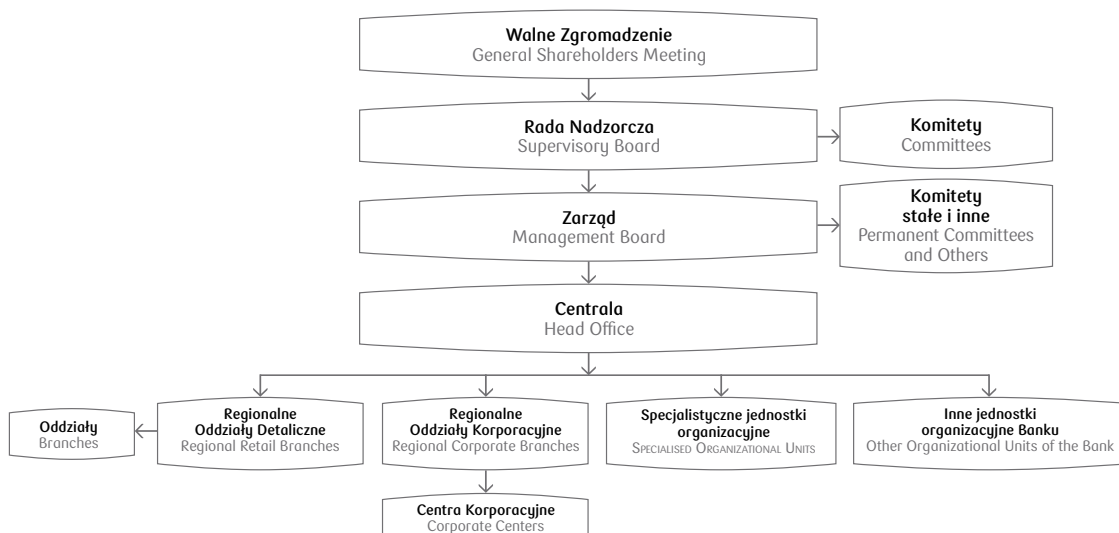 Walne Zgromadzenie
General Shareholders Meeting
Rada Nadzorcza
Supervisory Board
Komitety
Committees
Zarząd
Management Board
Komitety
stałe i inne
Permanent Committees
and Others
Centrala
Head Office
Oddziały
Branches
Regionalne
Oddziały Detaliczne
Regional Retail Branches
Regionalne
Oddziały Korporacyjne
Regional Corporate Branches
Specjalistyczne jednostki
organizacyjne
Specialised Organizational Units
Inne jednostki
organizacyjne Banku
Other Organizational Units of the Bank
Centra Korporacyjne
Corporate Centers